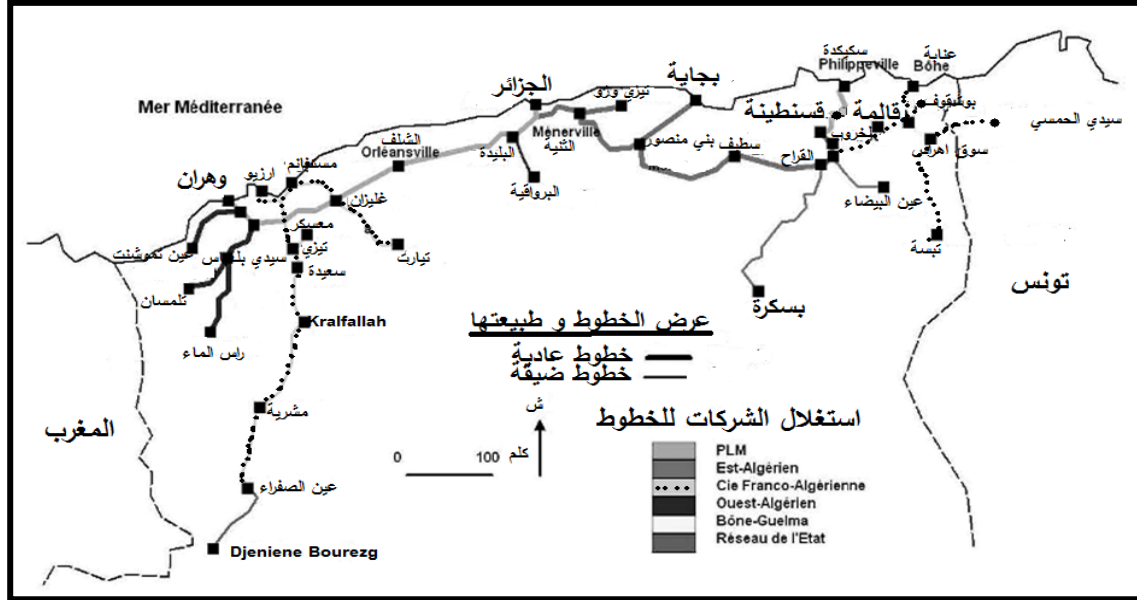 سكيكدة
Philippeville
عنابة
Bône
بجاية
الجزائر
تيزي وزو
Mer Méditerranée
Ménerville
الثنية
قسنطينة
قالمة
بوشقوف
سيدي الحمسي
الخروب
سوق اهراس
الشلف
Orléansville
البليدة
بني منصور
سطيف
القراح
مستغانم
ارزيو
وهران
البرواقية
عين البيضاء
غليزان
معسكر
تيزي
تيارت
تبسة
عين تموشنت
سيدي بلعباس
سعيدة
تونس
تلمسان
بسكرة
Kralfallah
عرض الخطوط و طبيعتها
راس الماء
خطوط عادية
خطوط ضيقة
مشرية
المغرب
ش
استغلال الشركات للخطوط
0 100 كلم
PLM
Est-Algérien
Cie Franco-Algérienne
Ouest-Algérien
Bône-Guelma
Réseau de l'Etat
عين الصفراء
Djeniene Bourezg